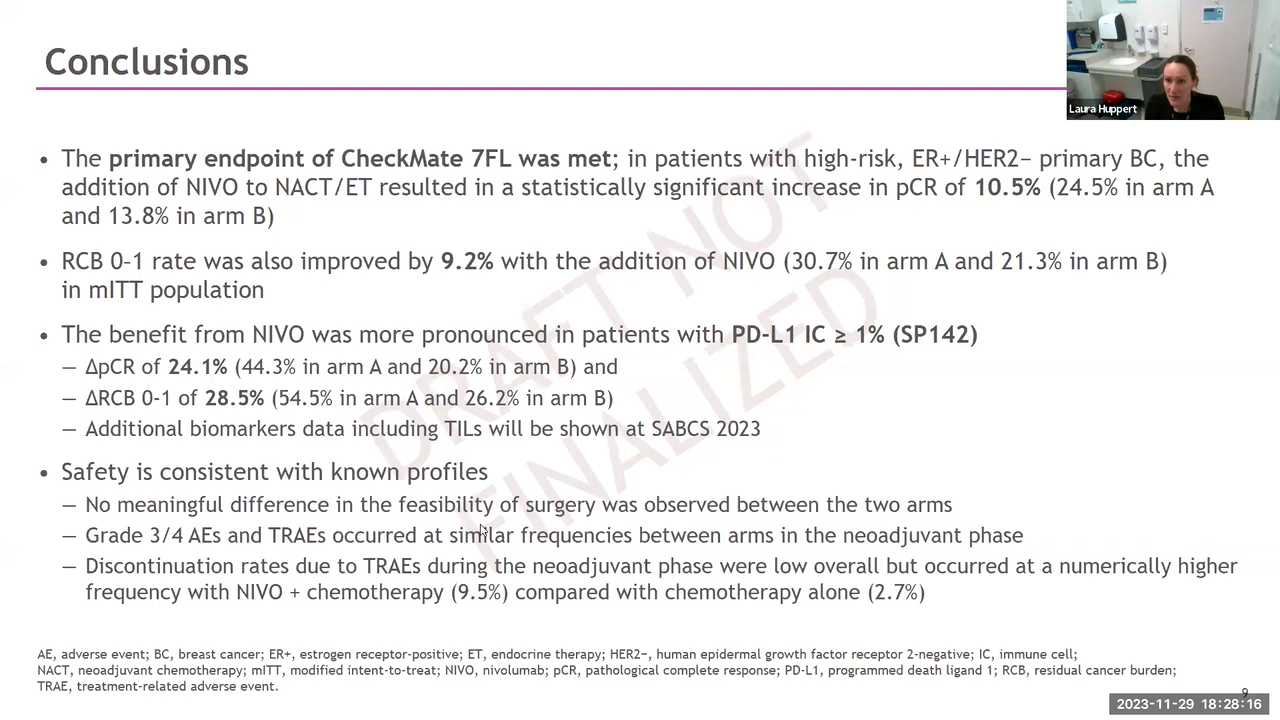 Conclusions
Laura Huppert
• The primary endpoint of CheckMate 7FL was met; in patients with high-risk, ER+/HER2− primary BC, the
addition of NIVO to NACT/ET resulted in a statistically significant increase in pCR of 10.5% (24.5% in arm A
and 13.8% in arm B)
• RCB 0–1 rate was also improved by 9.2% with the addition of NIVO (30.7% in arm A and 21.3% in arm B)
in mITT population
• The benefit from NIVO was more pronounced in patients with PD-L1 IC ≥ 1% (SP142)
— ΔpCR of 24.1% (44.3% in arm A and 20.2% in arm B) and
— ΔRCB 0-1 of 28.5% (54.5% in arm A and 26.2% in arm B)
— Additional biomarkers data including TILs will be shown at SABCS 2023
• Safety is consistent with known profiles
— No meaningful difference in the feasibility of surgery was observed between the two arms
— Grade 3/4 AEs and TRAEs occurred at similar frequencies between arms in the neoadjuvant phase
— Discontinuation rates due to TRAEs during the neoadjuvant phase were low overall but occurred at a numerically higher
frequency with NIVO + chemotherapy (9.5%) compared with chemotherapy alone (2.7%)
DRAFT NOT
FINALIZED
AE, adverse event; BC, breast cancer; ER+, estrogen receptor-positive; ET, endocrine therapy; HER2−, human epidermal growth factor receptor 2-negative; IC, immune cell;
NACT, neoadjuvant chemotherapy; mITT, modified intent-to-treat; NIVO, nivolumab; pCR, pathological complete response; PD-L1, programmed death ligand 1; RCB, residual cancer burden;
TRAE, treatment-related adverse event.
9
2023-11-29 18:28:16